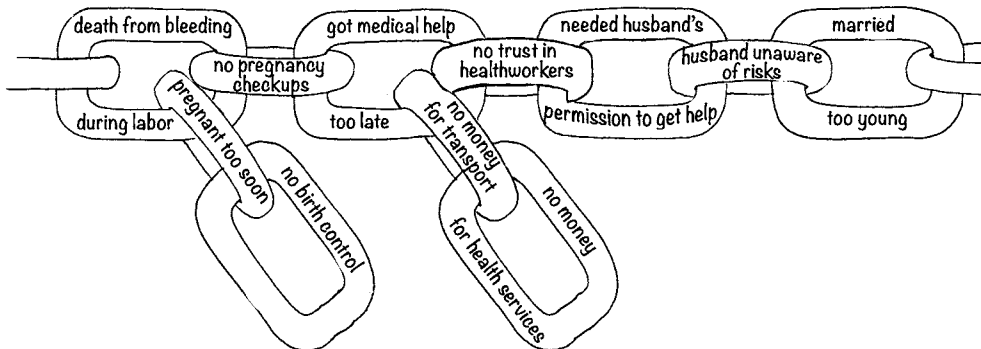 death from bleeding
during labor
no pregnancy
checkups
got medical help
too late
no trust in
healthworkers
needed husband's
permission to get help
husband unaware
of risks
married
too young
pregnant too soon
no birth control
no money
for transport
no money
for health services